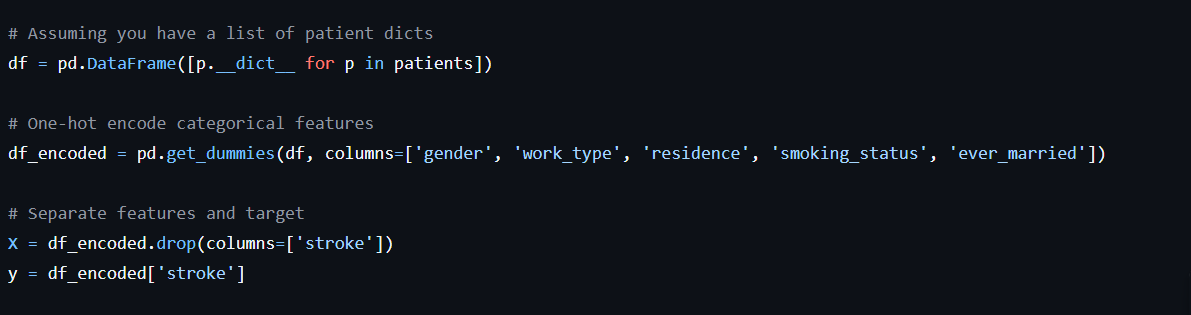 # Assuming you have a list of patient dicts
df = pd.DataFrame([p.__dict__ for p in patients])
# One-hot encode categorical features
df_encoded = pd.get_dummies(df, columns=['gender', 'work_type', 'residence', 'smoking_status', 'ever_married'])
# Separate features and target
X = df_encoded.drop(columns=['stroke'])
y = df_encoded['stroke']